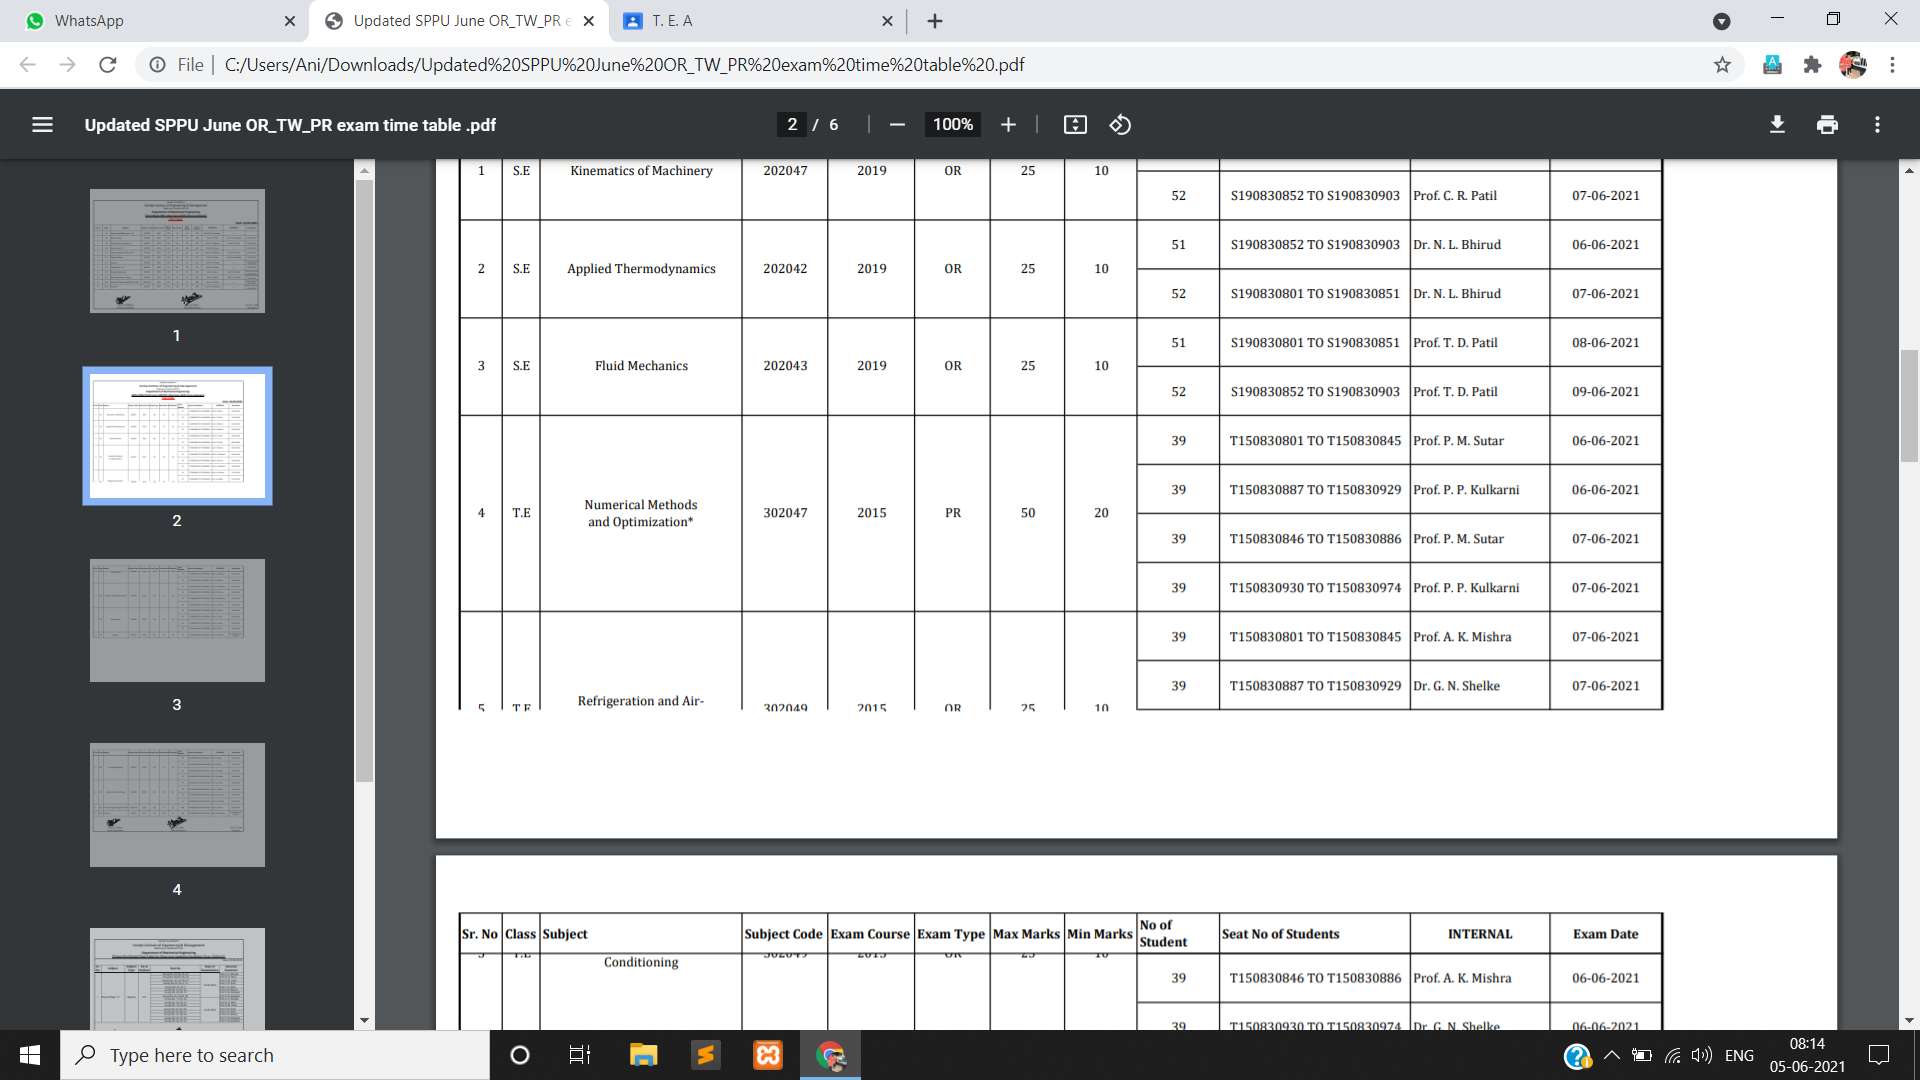 WhatsApp
Updated SPPU June OR_TW_PR e
T. E. A
File
C:/Users/Ani/Downloads/Updated%20SPPU%20June%20OR_TW_PR%20exam%20time%20table%20.pdf
Updated SPPU June OR_TW_PR exam time table .pdf
2 / 6
100%
1
2
3
4
1 S.E Kinematics of Machinery 202047 2019 OR 25 10
52 S190830852 TO S190830903 Prof. C. R. Patil 07-06-2021
51 S190830852 TO S190830903 Dr. N. L. Bhirud 06-06-2021
2 S.E Applied Thermodynamics 202042 2019 OR 25 10
52 S190830801 TO S190830851 Dr. N. L. Bhirud 07-06-2021
51 S190830801 TO S190830851 Prof. T. D. Patil 08-06-2021
3 S.E Fluid Mechanics 202043 2019 OR 25 10
52 S190830852 TO S190830903 Prof. T. D. Patil 09-06-2021
39 T150830801 TO T150830845 Prof. P. M. Sutar 06-06-2021
39 T150830887 TO T150830929 Prof. P. P. Kulkarni 06-06-2021
4 T.E Numerical Methods and Optimization* 302047 2015 PR 50 20
39 T150830846 TO T150830886 Prof. P. M. Sutar 07-06-2021
39 T150830930 TO T150830974 Prof. P. P. Kulkarni 07-06-2021
39 T150830801 TO T150830845 Prof. A. K. Mishra 07-06-2021
39 T150830887 TO T150830929 Dr. G. N. Shelke 07-06-2021
5 T.E Refrigeration and Air- 302049 2015 OR 25 10
Sr. No Class Subject Subject Code Exam Course Exam Type Max Marks Min Marks No of Student Seat No of Students INTERNAL Exam Date
5 T.E Conditioning 302049 2015 OR 25 10
39 T150830846 TO T150830886 Prof. A. K. Mishra 06-06-2021
39 T150830930 TO T150830974 Dr. G. N. Shelke 06-06-2021
Type here to search
ENG
08:14
05-06-2021